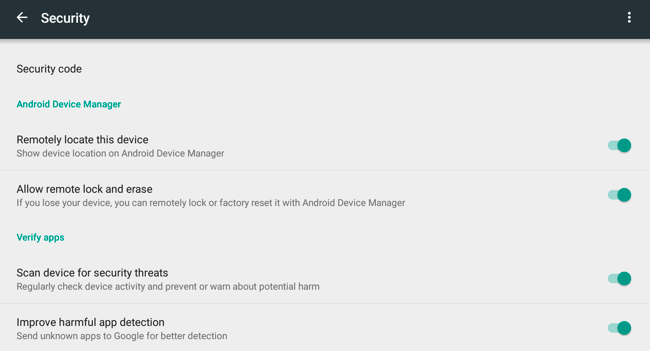 Security
Security code
Android Device Manager
Remotely locate this device
Show device location on Android Device Manager
Allow remote lock and erase
If you lose your device, you can remotely lock or factory reset it with Android Device Manager
Verify apps
Scan device for security threats
Regularly check device activity and prevent or warn about potential harm
Improve harmful app detection
Send unknown apps to Google for better detection